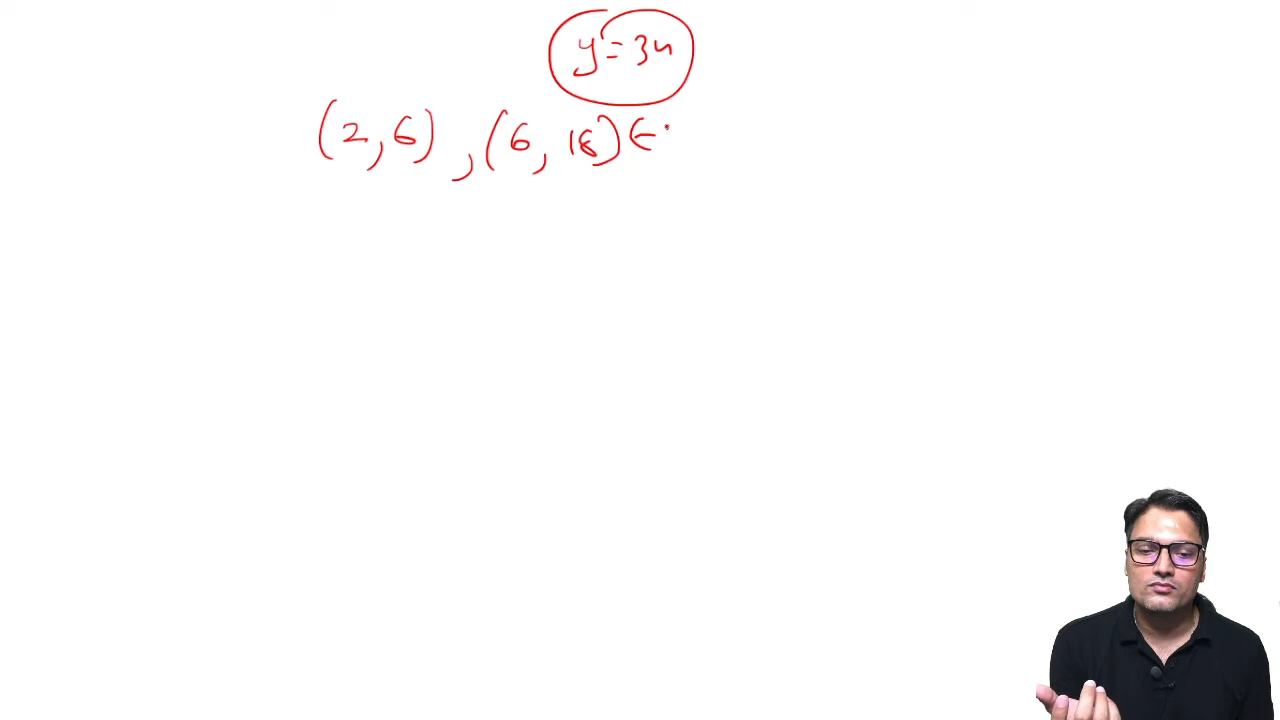 y = 3x
(2, 6), (6, 18) (-